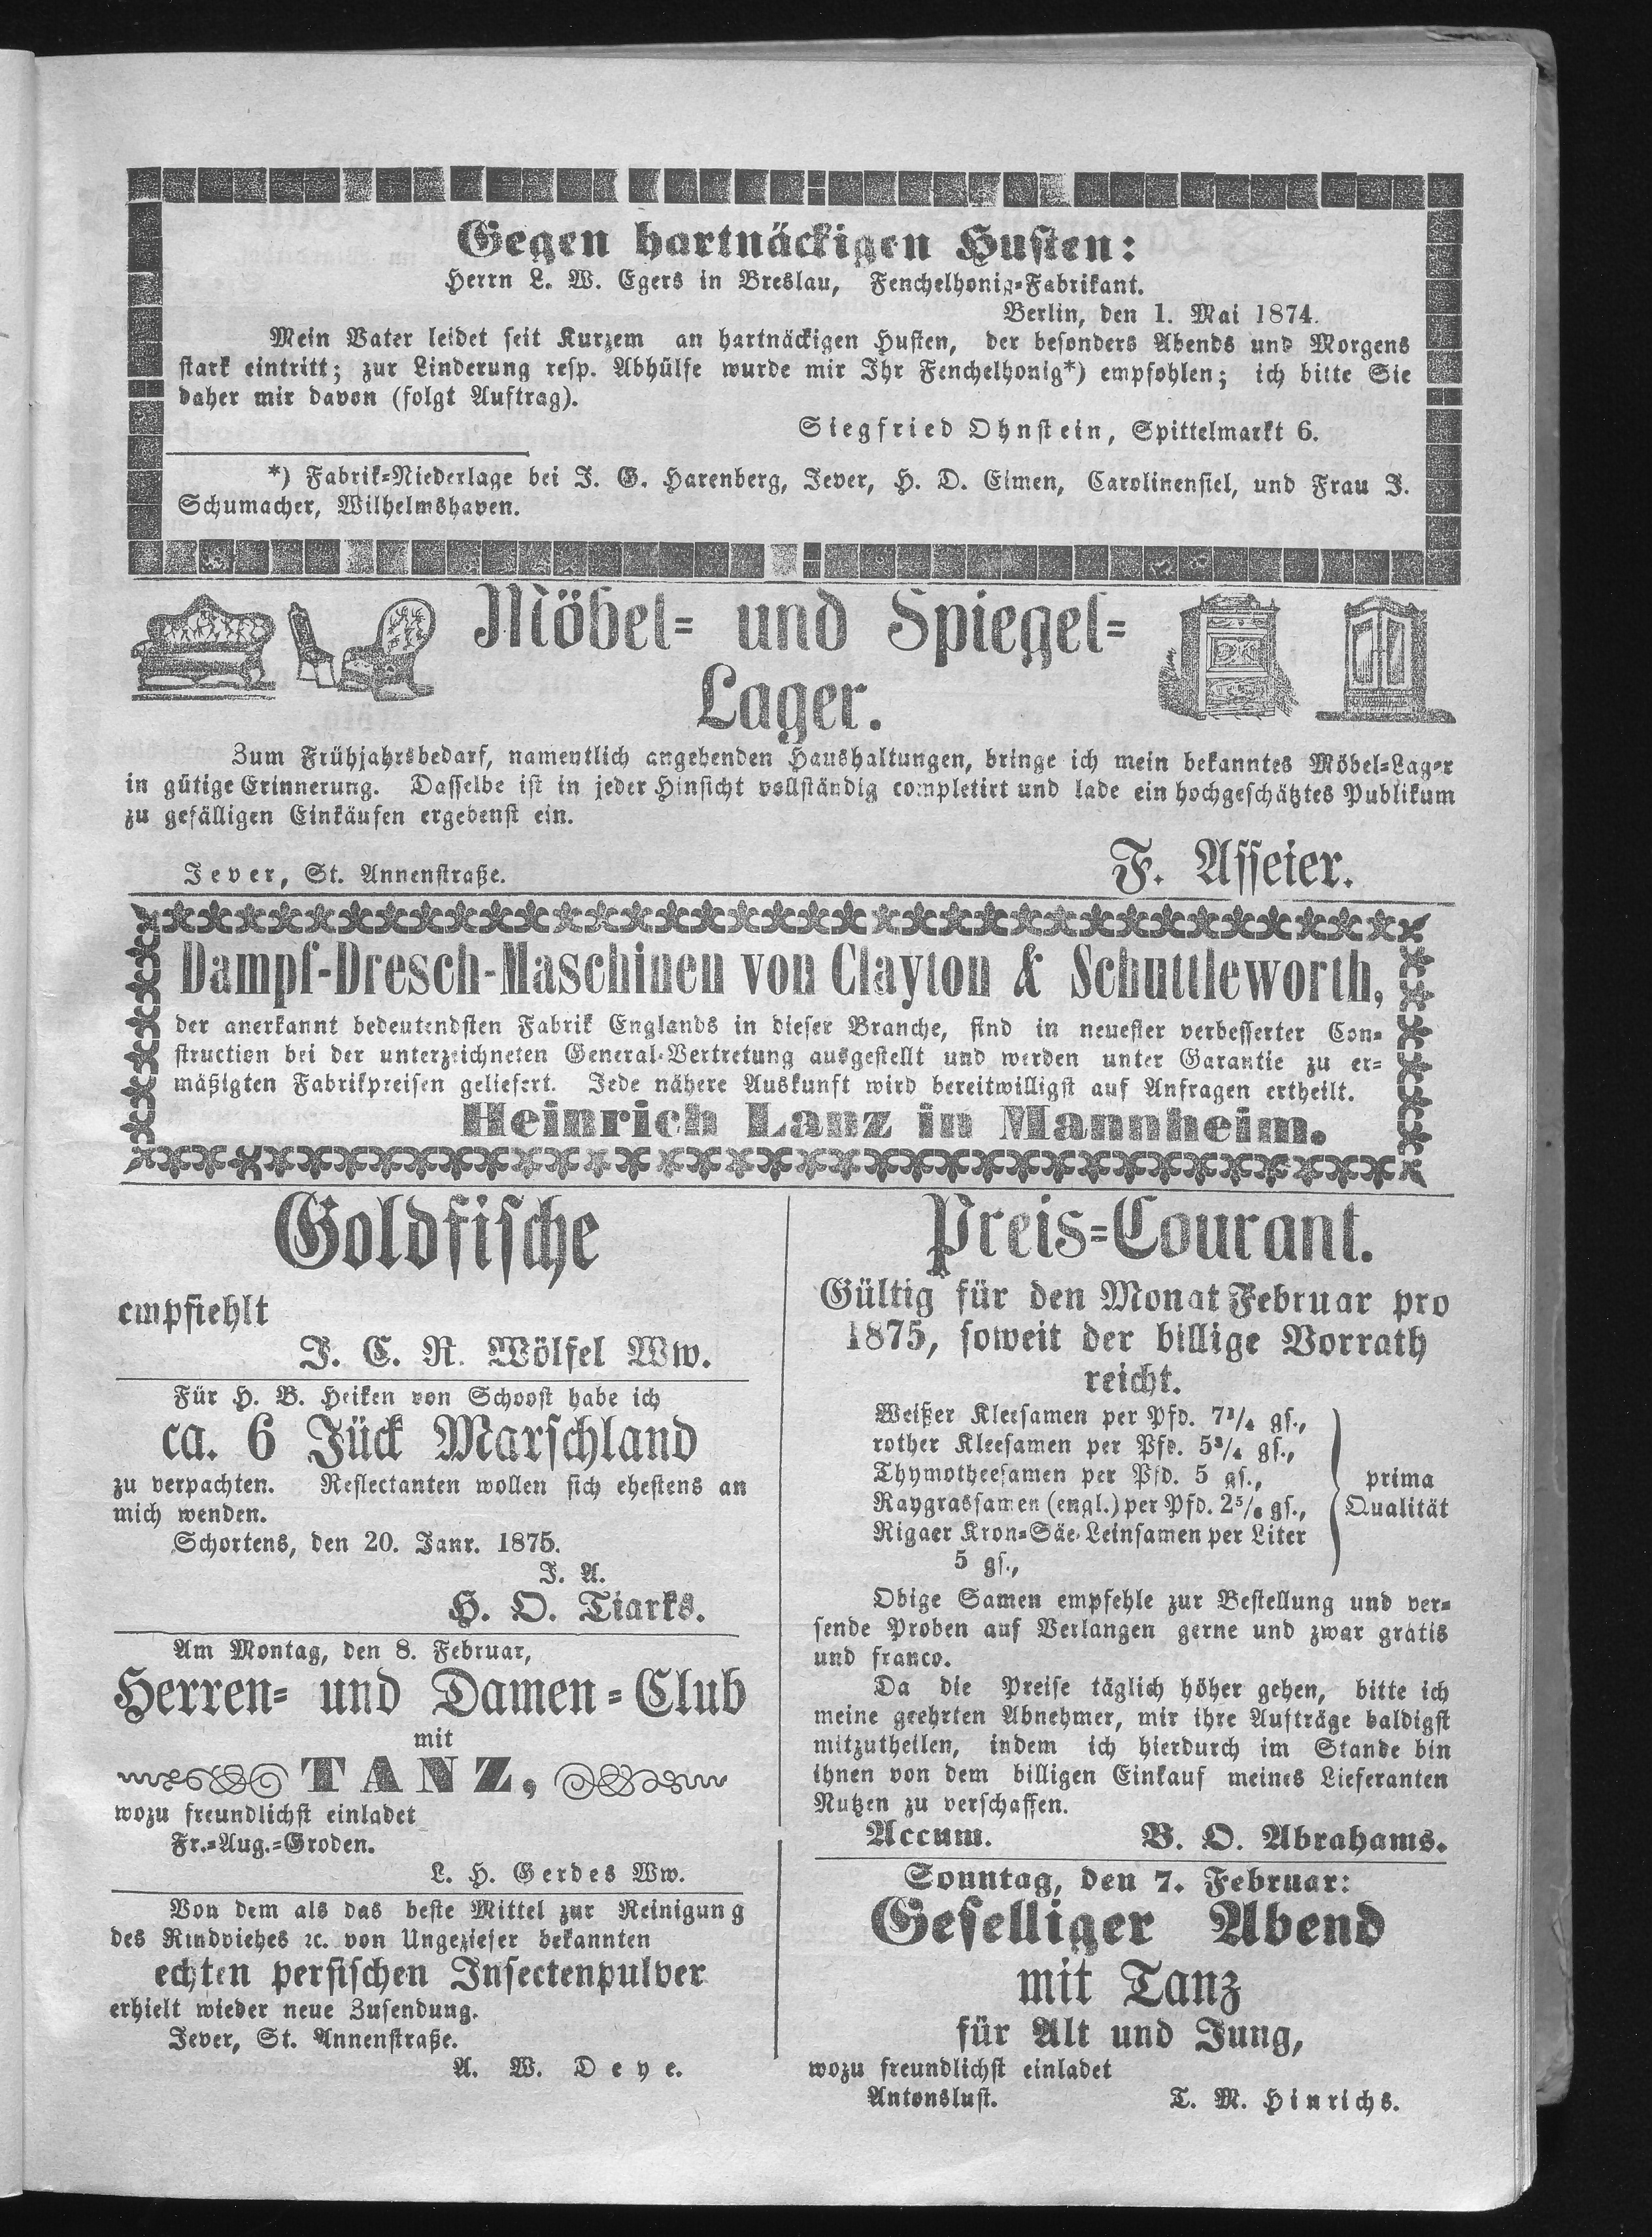 Gegen hartnäckigen Husten:
Herrn L. W. Egers in Breslau, Fenchelhonig-Fabrikant.
Berlin, den 1. Mai 1874.
Mein Vater leidet seit Kurzem an hartnäckigen Husten, der besonders Abends und Morgens
stark eintritt; zur Linderung resp. Abhülfe wurde mir Ihr Fenchelhonig*) empfohlen; ich bitte Sie
daher mir davon (folgt Auftrag).
Siegfried Ohnstein, Spittelmarkt 6.
*) Fabrik-Niederlage bei J. G. Harenberg, Jever, H. D. Eimen, Carolinensiel, und Frau J.
Schumacher, Wilhelmshaven.
Möbel- und Spiegel-
Lager.
Zum Frühjahrsbedarf, namentlich angehenden Haushaltungen, bringe ich mein bekanntes Möbel-Lager
in gütige Erinnerung. Dasselbe ist in jeder Hinsicht vollständig completirt und lade ein hochgeschätztes Publikum
zu gefälligen Einkäufen ergebenst ein.
Jever, St. Annenstraße.
F. Asseier.
Dampf-Dresch-Maschinen von Clayton & Schuttleworth,
der anerkannt bedeutendsten Fabrik Englands in dieser Branche, sind in neuester verbesserter Con-
struction bei der unterzeichneten General-Vertretung ausgestellt und werden unter Garantie zu er-
mäßigten Fabrikpreisen geliefert. Jede nähere Auskunft wird bereitwilligst auf Anfragen ertheilt.
Heinrich Lanz in Mannheim.
Goldfische
empfiehlt
J. C. R. Wölfel Ww.
Für H. B. Heiken von Schoost habe ich
ca. 6 Jück Marschland
zu verpachten. Reflectanten wollen sich ehestens an
mich wenden.
Schortens, den 20. Janr. 1875.
J. A.
H. O. Tiarks.
Am Montag, den 8. Februar,
Herren- und Damen-Club
mit
TANZ,
wozu freundlichst einladet
Fr.-Aug.-Groden.
L. H. Gerdes Ww.
Von dem als das beste Mittel zur Reinigung
des Rindviehes ꝛc. von Ungeziefer bekannten
echten persischen Insectenpulver
erhielt wieder neue Zusendung.
Jever, St. Annenstraße.
A. W. Deye.
Preis-Courant.
Gültig für den Monat Februar pro
1875, soweit der billige Vorrath
reicht.
Weißer Kleesamen per Pfd. 7¾ gs.,
rother Kleesamen per Pfd. 5¾ gs.,
Thymotheesamen per Pfd. 5 gs.,
Raygrassamen (engl.) per Pfd. 2⅚ gs.,
Rigaer Kron-Säe-Leinsamen per Liter
5 gs.,
prima
Qualität
Obige Samen empfehle zur Bestellung und ver-
sende Proben auf Verlangen gerne und zwar gratis
und franco.
Da die Preise täglich höher gehen, bitte ich
meine geehrten Abnehmer, mir ihre Aufträge baldigst
mitzutheilen, indem ich hierdurch im Stande bin
ihnen von dem billigen Einkauf meines Lieferanten
Nutzen zu verschaffen.
Accum. B. O. Abrahams.
Sonntag, den 7. Februar:
Geselliger Abend
mit Tanz
für Alt und Jung,
wozu freundlichst einladet
Antonslust. T. M. Hinrichs.